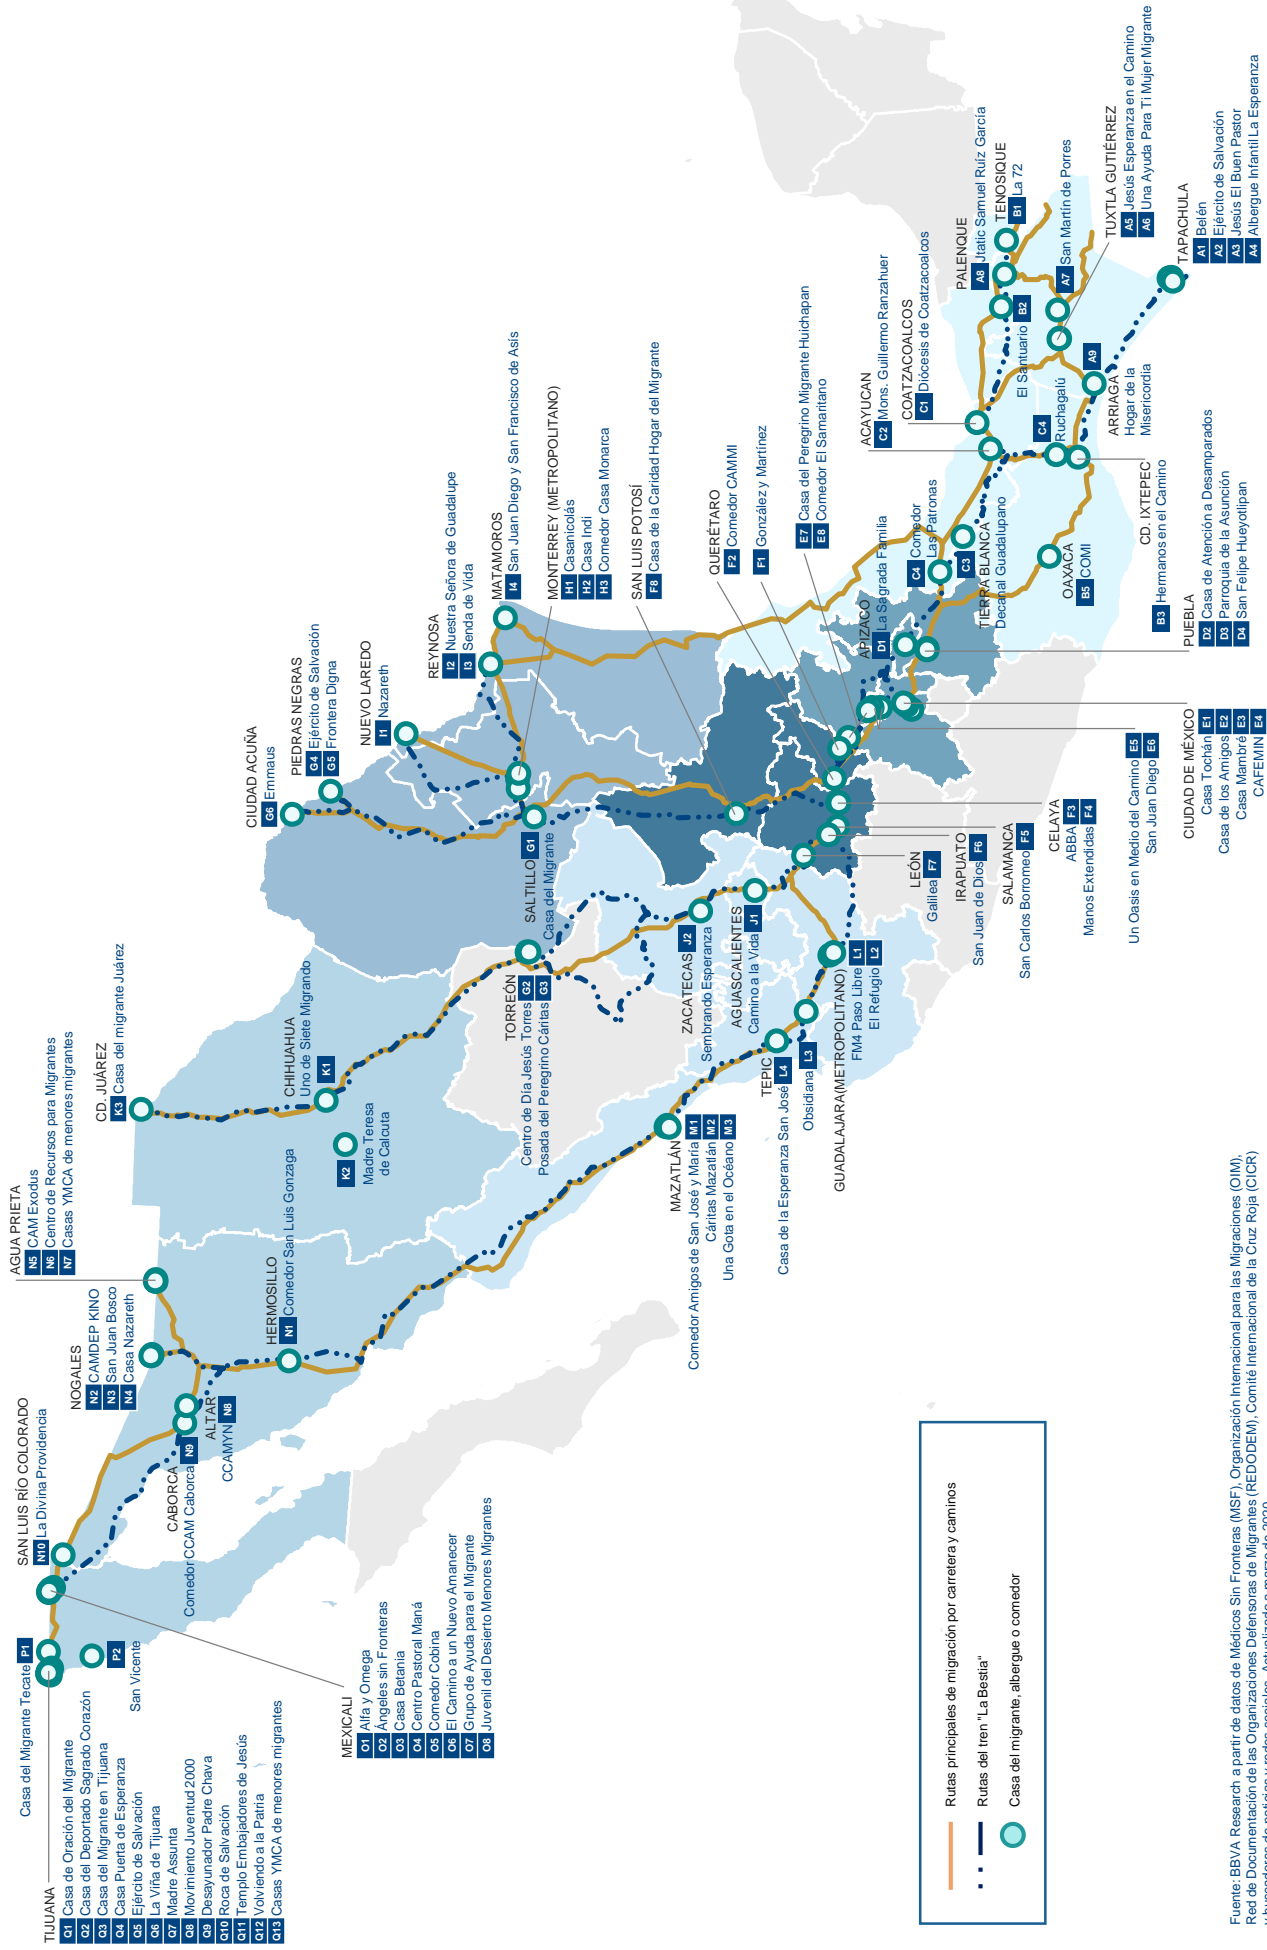 TIJUANA
Q1 Casa de Oración del Migrante
Q2 Casa del Deportado Sagrado Corazón
Q3 Casa del Migrante en Tijuana
Q4 Casa Puerta de Esperanza
Q5 Ejército de Salvación
Q6 La Viña de Tijuana
Q7 Madre Assunta
Q8 Movimiento Juventud 2000
Q9 Desayunador Padre Chava
Q10 Roca de Salvación
Q11 Templo Embajadores de Jesús
Q12 Volviendo a la Patria
Q13 Casas YMCA de menores migrantes
Casa del Migrante Tecate P1
P2
San Vicente
MEXICALI
O1 Alfa y Omega
O2 Ángeles sin Fronteras
O3 Casa Betania
O4 Centro Pastoral Maná
O5 Comedor Cobina
O6 El Camino a un Nuevo Amanecer
O7 Grupo de Ayuda para el Migrante
O8 Juvenil del Desierto Menores Migrantes
SAN LUIS RÍO COLORADO
N10 La Divina Providencia
CABORCA
Comedor CCAM Caborca N9
ALTAR
CCAMYN N8
NOGALES
N2 CAMDEP KINO
N3 San Juan Bosco
N4 Casa Nazareth
AGUA PRIETA
N5 CAM Exodus
N6 Centro de Recursos para Migrantes
N7 Casas YMCA de menores migrantes
HERMOSILLO
N1 Comedor San Luis Gonzaga
CD. JUÁREZ
K3 Casa del migrante Juárez
CHIHUAHUA
Uno de Siete Migrando
K1
K2
Madre Teresa
de Calcuta
MAZATLÁN
Comedor Amigos de San José y María M1
Cáritas Mazatlán M2
Una Gota en el Océano M3
TEPIC
Casa de la Esperanza San José L4
Obsidiana L3
GUADALAJARA(METROPOLITANO)
FM4 Paso Libre L1
El Refugio L2
TORREÓN
Centro de Día Jesús Torres G2
Posada del Peregrino Cáritas G3
ZACATECAS J2
Sembrando Esperanza
AGUASCALIENTES
Camino a la Vida J1
SALTILLO G1
Casa del Migrante
CIUDAD ACUÑA
G6 Emmaus
PIEDRAS NEGRAS
G4 Ejército de Salvación
G5 Frontera Digna
NUEVO LAREDO
I1 Nazareth
REYNOSA
I2 Nuestra Señora de Guadalupe
I3 Senda de Vida
MATAMOROS
I4 San Juan Diego y San Francisco de Asís
MONTERREY (METROPOLITANO)
H1 Casanicolás
H2 Casa Indi
H3 Comedor Casa Monarca
SAN LUIS POTOSÍ
F8 Casa de la Caridad Hogar del Migrante
QUERÉTARO
F2 Comedor CAMMI
F1 González y Martínez
E7 Casa del Peregrino Migrante Huichapan
E8 Comedor El Samaritano
LEÓN
Galilea F7
IRAPUATO
San Juan de Dios F6
SALAMANCA
San Carlos Borromeo F5
CELAYA
ABBA F3
Manos Extendidas F4
Un Oasis en Medio del Camino E5
San Juan Diego E6
CIUDAD DE MÉXICO
Casa Tochán E1
Casa de los Amigos E2
Casa Mambré E3
CAFEMIN E4
APIZACO
D1 La Sagrada Familia
PUEBLA
D2 Casa de Atención a Desamparados
D3 Parroquia de la Asunción
D4 San Felipe Hueyotlipan
C4 Comedor
Las Patronas
C3
TIERRA BLANCA
Decanal Guadalupano
OAXACA
B5 COMI
CD. IXTEPEC
B3 Hermanos en el Camino
ACAYUCAN
C2 Mons. Guillermo Ranzahuer
COATZACOALCOS
C1 Diócesis de Coatzacoalcos
C4
Ruchagalú
ARRIAGA A9
Hogar de la
Misericordia
El Santuario B2
PALENQUE
A8 Jtatic Samuel Ruíz García
TENOSIQUE
B1 La 72
A7 San Martín de Porres
TUXTLA GUTIÉRREZ
A5 Jesús Esperanza en el Camino
A6 Una Ayuda Para Ti Mujer Migrante
TAPACHULA
A1 Belén
A2 Ejército de Salvación
A3 Jesús El Buen Pastor
A4 Albergue Infantil La Esperanza
Rutas principales de migración por carretera y caminos
Rutas del tren "La Bestia"
Casa del migrante, albergue o comedor
Fuente: BBVA Research a partir de datos de Médicos Sin Fronteras (MSF), Organización Internacional para las Migraciones (OIM),
Red de Documentación de las Organizaciones Defensoras de Migrantes (REDODEM), Comité Internacional de la Cruz Roja (CICR)
y buscadores de noticias y redes sociales. Actualizado a marzo de 2020